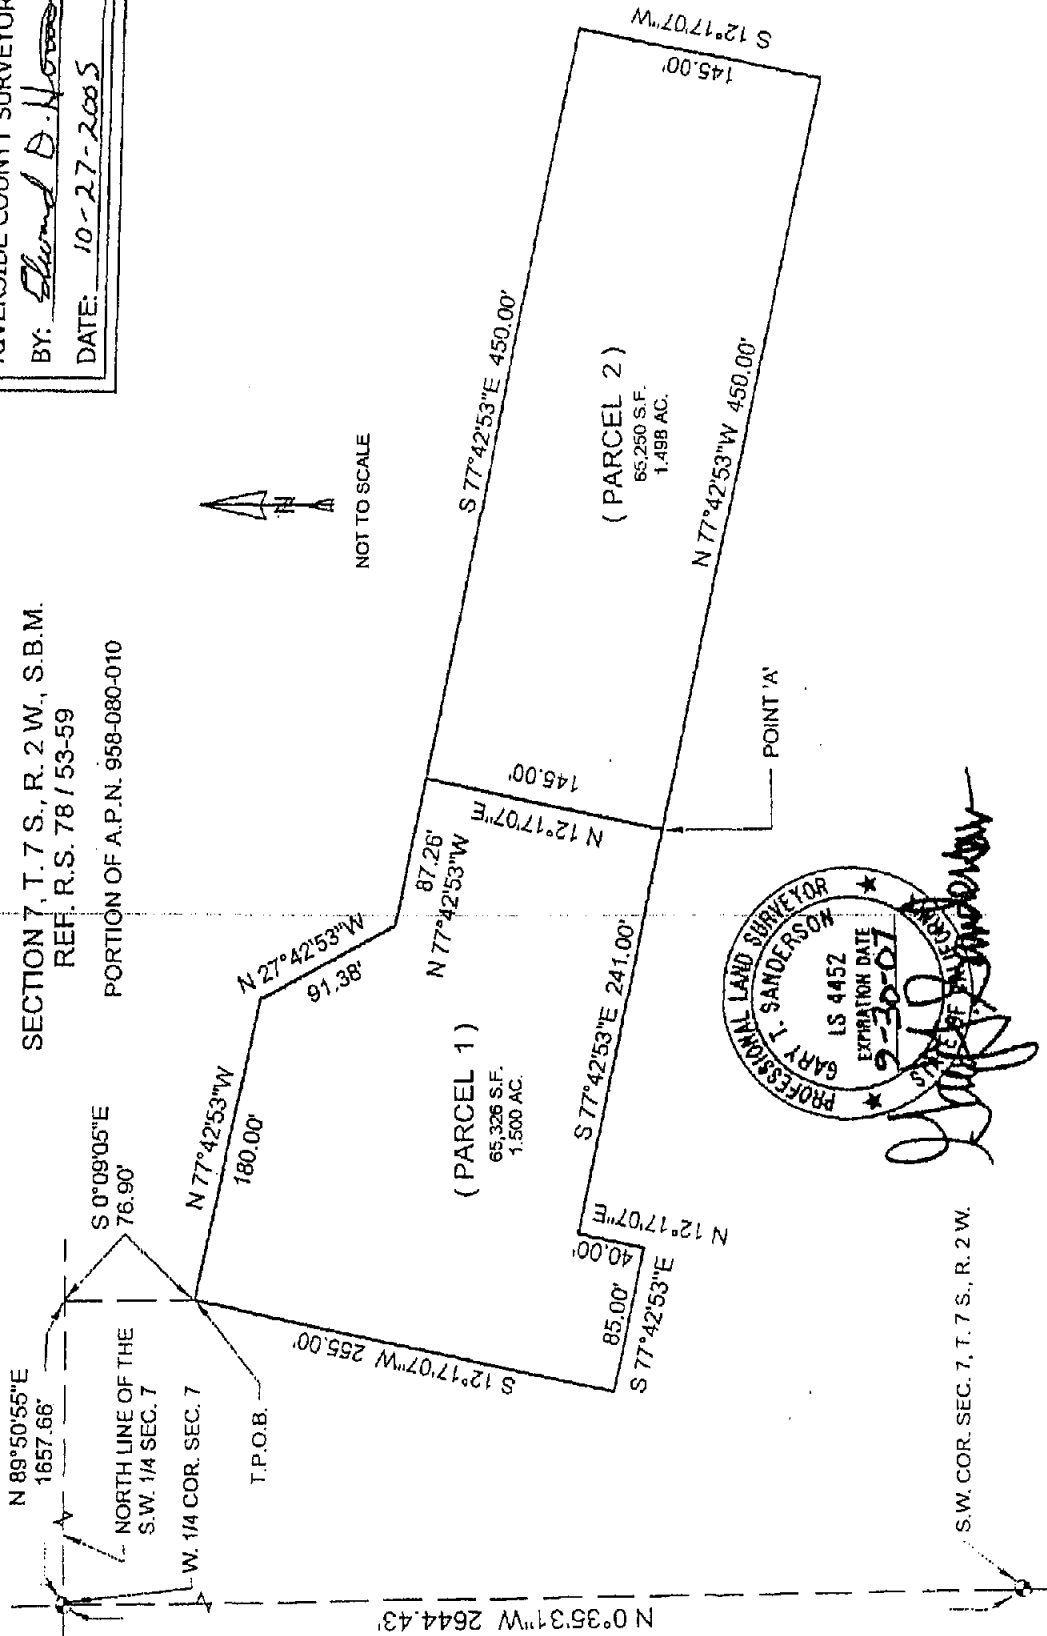 RIVERSIDE COUNTY SURVEYOR
BY: Edward D.
DATE: 10-27-2005
SECTION 7, T. 7 S., R. 2 W., S.B.M.
REF. R.S. 78 / 53-59
PORTION OF A.P.N. 958-080-010
NOT TO SCALE
N
N 89°50'55"E
1657.66'
NORTH LINE OF THE
S.W. 1/4 SEC. 7
W. 1/4 COR. SEC. 7
S 0°09'05"E
76.90'
T.P.O.B.
N 77°42'53"W
180.00'
N 27°42'53"W
91.38'
87.26'
N 77°42'53"W
S 77°42'53"E 450.00'
S 12°17'07"W
145.00'
(PARCEL 2)
65,250 S.F.
1.498 AC.
N 77°42'53"W 450.00'
N 12°17'07"E
145.00'
POINT 'A'
(PARCEL 1)
65,326 S.F.
1.500 AC.
S 77°42'53"E 241.00'
N 12°17'07"E
40.00'
85.00'
S 77°42'53"E
S 12°17'07"W 255.00'
N 0°35'31"W 2644.43'
S.W. COR. SEC. 7, T. 7 S., R. 2 W.
PROFESSIONAL LAND SURVEYOR
GARY T. SANDERSON
LS 4452
EXPIRATION DATE
9-30-07
STATE OF CALIFORNIA